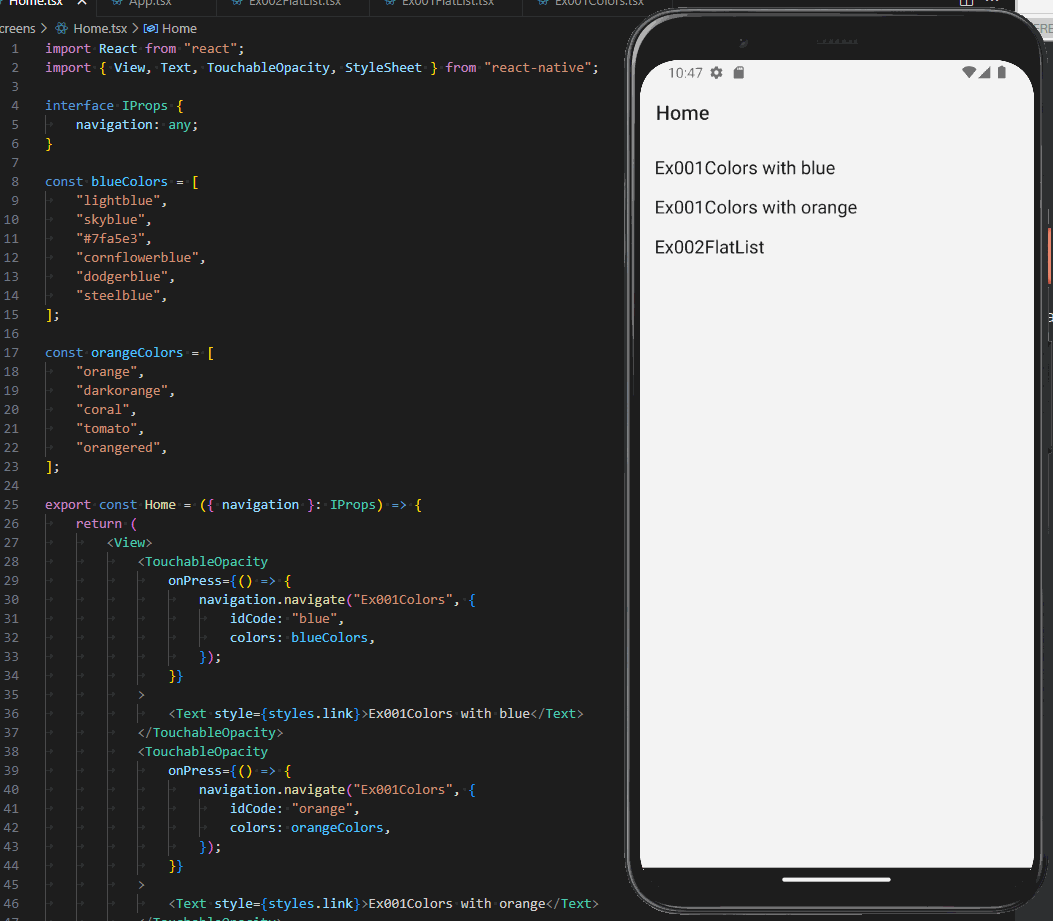 Home.tsx App.tsx Ex002FlatList.tsx Ex001FlatList.tsx Ex001Colors.tsx
creens > Home.tsx > Home
1 import React from "react";
2 import { View, Text, TouchableOpacity, StyleSheet } from "react-native";
3
4 interface IProps {
5 navigation: any;
6 }
7
8 const blueColors = [
9 "lightblue",
10 "skyblue",
11 "#7fa5e3",
12 "cornflowerblue",
13 "dodgerblue",
14 "steelblue",
15 ];
16
17 const orangeColors = [
18 "orange",
19 "darkorange",
20 "coral",
21 "tomato",
22 "orangered",
23 ];
24
25 export const Home = ({ navigation }: IProps) => {
26 return (
27 <View>
28 <TouchableOpacity
29 onPress={() => {
30 navigation.navigate("Ex001Colors", {
31 idCode: "blue",
32 colors: blueColors,
33 });
34 }}
35 >
36 <Text style={styles.link}>Ex001Colors with blue</Text>
37 </TouchableOpacity>
38 <TouchableOpacity
39 onPress={() => {
40 navigation.navigate("Ex001Colors", {
41 idCode: "orange",
42 colors: orangeColors,
43 });
44 }}
45 >
46 <Text style={styles.link}>Ex001Colors with orange</Text>
47 </TouchableOpacity>
10:47
Home
Ex001Colors with blue
Ex001Colors with orange
Ex002FlatList